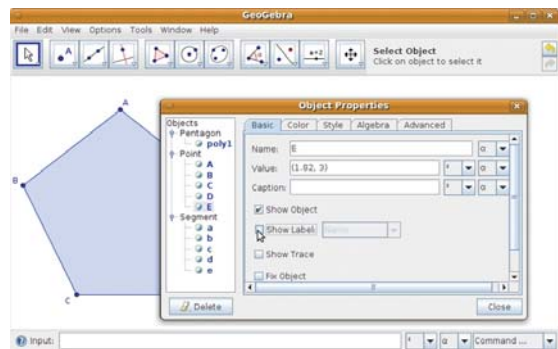 GeoGebra
File Edit View Options Tools Window Help
A
α
a=2
Select Object
Click on object to select it
A
B
C
Object Properties
Objects
Pentagon
poly1
Point
A
B
C
D
E
Segment
a
b
c
d
e
Delete
Basic Color Style Algebra Advanced
Name: E
α
Value: (1.82, 3)
α
Caption:
α
Show Object
Show Label: Name
Show Trace
Fix Object
Close
Input:
α
Command ...